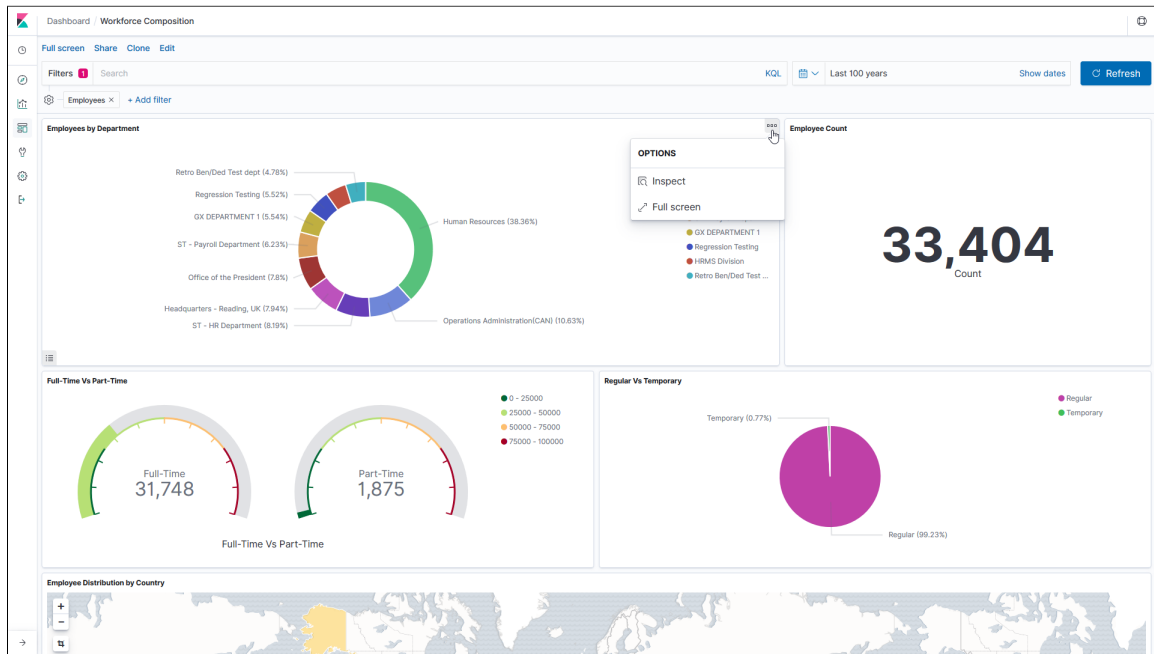 Dashboard / Workforce Composition
Full screen Share Clone Edit
Filters 1 Search KQL Last 100 years Show dates Refresh
Employees × + Add filter
Employees by Department
OPTIONS
Inspect
Full screen
Retro Ben/Ded Test dept (4.78%)
Regression Testing (5.52%)
GX DEPARTMENT 1 (5.54%)
ST - Payroll Department (6.23%)
Office of the President (7.8%)
Headquarters - Reading, UK (7.94%)
ST - HR Department (8.19%)
Human Resources (38.36%)
Operations Administration(CAN) (10.63%)
GX DEPARTMENT 1
Regression Testing
HRMS Division
Retro Ben/Ded Test ...
Employee Count
33,404
Count
Full-Time Vs Part-Time
Full-Time
31,748
Part-Time
1,875
Full-Time Vs Part-Time
0 - 25000
25000 - 50000
50000 - 75000
75000 - 100000
Regular Vs Temporary
Temporary (0.77%)
Regular (99.23%)
Regular
Temporary
Employee Distribution by Country
+
−